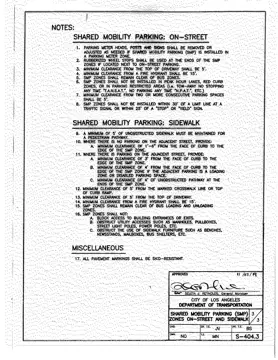 NOTES:
SHARED MOBILITY PARKING: ON-STREET
1. PARKING METER HEADS, POSTS AND SIGNS SHALL BE REMOVED OR
ADJUSTED AS NEEDED IF SHARED MOBILITY PARKING (SMP) IS INSTALLED IN
A PARKING METER ZONE.
2. RUBBERIZED WHEEL STOPS SHALL BE USED AT THE ENDS OF THE SMP
ZONES IF LOCKED NEXT TO ON-STREET PARKING.
3. MINIMUM CLEARANCE FROM THE TOP OF DRIVEWAY SHALL BE 5'.
4. MINIMUM CLEARANCE FROM A FIRE HYDRANT SHALL BE 15'.
5. SMP ZONES SHALL REMAIN CLEAR OF BUS ZONES.
6. SMP ZONES SHALL NOT BE INSTALLED IN PEAK HOUR LANES, RED CURB
ZONES, OR IN PARKING RESTRICTED AREAS (i.e. TOW-AWAY NO STOPPING
ANY TIME "T.A.N.S.A.T.", NO PARKING ANY TIME "N.P.A.T", ETC.)
7. MINIMUM CLEARANCE FROM TWO OR MORE CONSECUTIVE PARKING SPACES
SHALL BE 5'.
8. SMP ZONES SHALL NOT BE INSTALLED WITHIN 30' OF A LIMIT LINE AT A
TRAFFIC SIGNAL OR WITHIN 20' OF A "STOP" OR "YIELD" SIGN.
SHARED MOBILITY PARKING: SIDEWALK
9. A MINIMUM OF 5' OF UNOBSTRUCTED SIDEWALK MUST BE MAINTAINED FOR
A PEDESTRIAN PATHWAY.
10. WHERE THERE IS NO PARKING ON THE ADJACENT STREET, PROVIDE:
A. MINIMUM CLEARANCE OF 1'-6" FROM THE FACE OF CURB TO THE
EDGE OF THE SMP ZONE.
11. WHERE THERE IS PARKING ON THE ADJACENT STREET, PROVIDE:
A. MINIMUM CLEARANCE OF 2' FROM THE FACE OF CURB TO THE
EDGE OF THE SMP ZONE.
B. MINIMUM CLEARANCE OF 4' FROM THE FACE OF CURB TO THE
EDGE OF THE SMP ZONE IF THE ADJACENT PARKING IS A LOADING
ZONE OR DISABLED PARKING SPACE.
C. MINIMUM CLEARANCE OF 4' OF UNOBSTRUCTED PATHWAY AT THE
ENDS OF THE SMP ZONE.
12. MINIMUM CLEARANCE OF 5' FROM THE MARKED CROSSWALK LINE OR TOP
OF CURB RAMP.
13. MINIMUM CLEARANCE OF 5' FROM THE TOP OF DRIVEWAY.
14. MINIMUM CLEARANCE FROM A FIRE HYDRANT SHALL BE 15'.
15. SMP ZONES SHALL REMAIN CLEAR OF BUS LOADING AND UNLOADING
ZONES.
16. SMP ZONES SHALL NOT:
A. BLOCK ACCESS TO BUILDING ENTRANCES OR EXITS.
B. OBSTRUCT UTILITY ACCESSES SUCH AS MANHOLES, PULLBOXES,
STREET LIGHT POLES, POWER POLES, ETC.
C. OBSTRUCT THE USE OF SIDEWALK FURNITURE SUCH AS BENCHES,
NEWSSTANDS, MAILBOXES, BUS SHELTERS, ETC.
MISCELLANEOUS
17. ALL PAVEMENT MARKINGS SHALL BE SKID-RESISTANT.
APPROVED
CITY OF LOS ANGELES
DEPARTMENT OF TRANSPORTATION
SHARED MOBILITY PARKING (SMP)
ZONES ON-STREET AND SIDEWALK
3/3
JV
BS
NG
MN
S-404.3